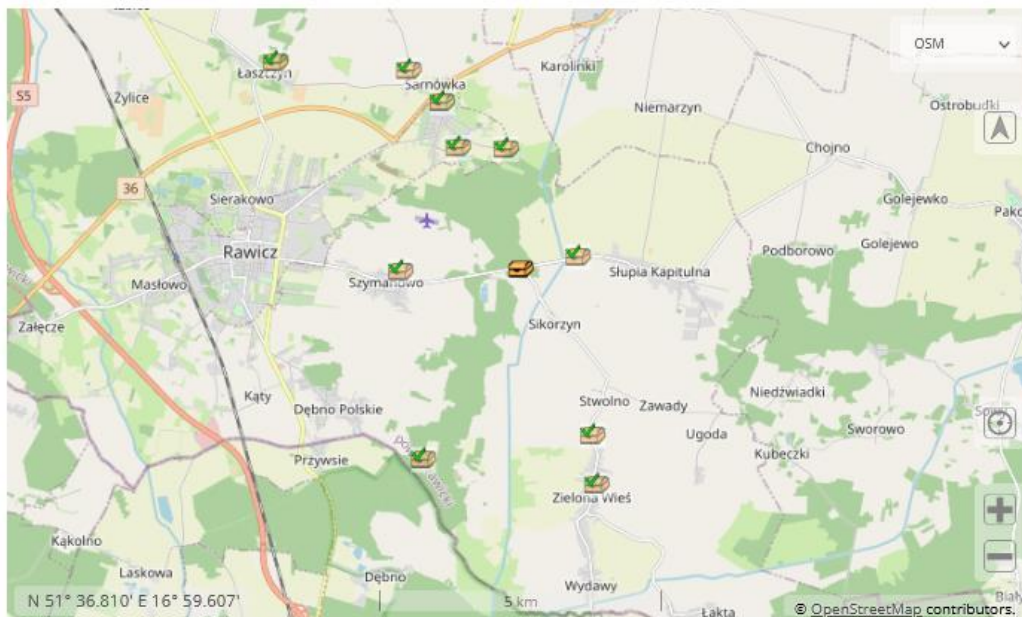 OSM
Łaszczyn
Sarnówka
Karolinki
S5
Żylice
Niemarzyn
Ostrobudki
Chojno
36
Sierakowo
Golejewko
Rawicz
Podborowo
Golejewo
Szymanowo
Słupia Kapitulna
Masłowo
Załęcze
Sikorzyn
Kąty
Niedźwiadki
Dębno Polskie
Stwolno
Zawady
Sworowo
Ugoda
Przywsie
Kubeczki
Zielona Wieś
Kąkolno
Laskowa
Dębno
Wydawy
N 51° 36.810' E 16° 59.607'
5 km
Łąkta
© OpenStreetMap contributors.